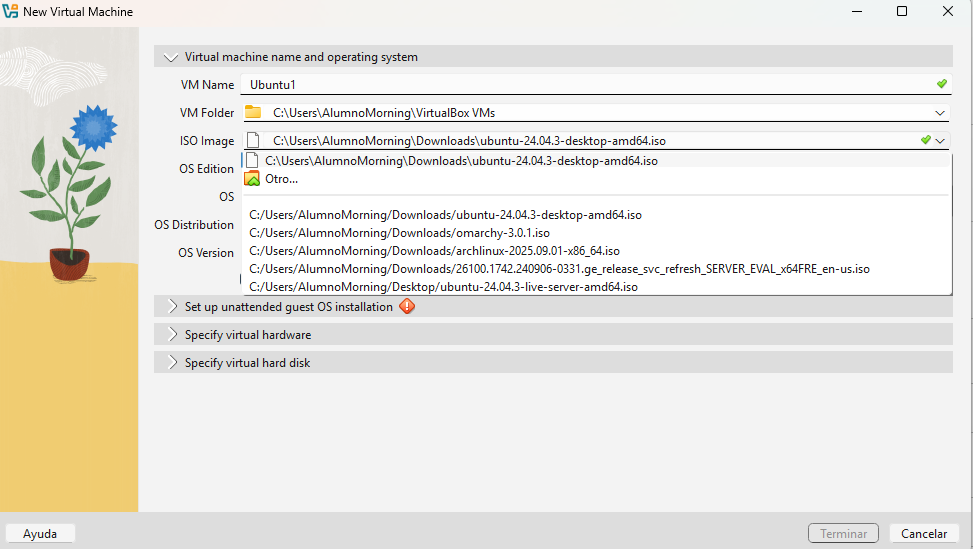 New Virtual Machine
Virtual machine name and operating system
VM Name Ubuntu1
VM Folder C:\Users\AlumnoMorning\VirtualBox VMs
ISO Image C:\Users\AlumnoMorning\Downloads\ubuntu-24.04.3-desktop-amd64.iso
C:\Users\AlumnoMorning\Downloads\ubuntu-24.04.3-desktop-amd64.iso
OS Edition
Otro...
OS
C:/Users/AlumnoMorning/Downloads/ubuntu-24.04.3-desktop-amd64.iso
OS Distribution
C:/Users/AlumnoMorning/Downloads/omarchy-3.0.1.iso
OS Version
C:/Users/AlumnoMorning/Downloads/archlinux-2025.09.01-x86_64.iso
C:/Users/AlumnoMorning/Downloads/26100.1742.240906-0331.ge_release_svc_refresh_SERVER_EVAL_x64FRE_en-us.iso
C:/Users/AlumnoMorning/Desktop/ubuntu-24.04.3-live-server-amd64.iso
Set up unattended guest OS installation
Specify virtual hardware
Specify virtual hard disk
Ayuda Terminar Cancelar